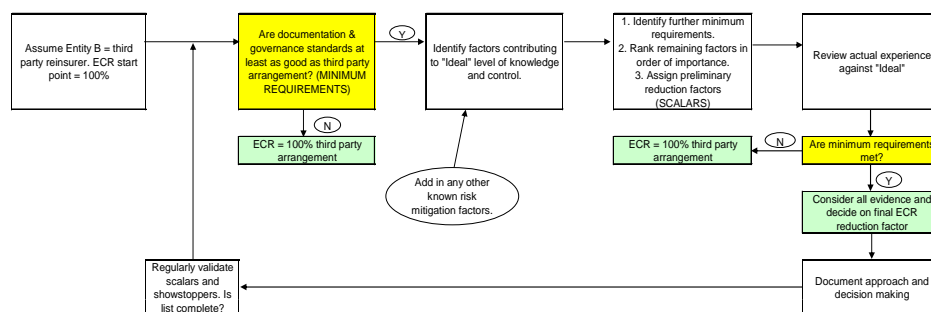 Assume Entity B = third
party reinsurer. ECR start
point = 100%
Are documentation &
governance standards at
least as good as third party
arrangement? (MINIMUM
REQUIREMENTS)
Y
Identify factors contributing
to "Ideal" level of knowledge
and control.
1. Identify further minimum
requirements.
2. Rank remaining factors in
order of importance.
3. Assign preliminary
reduction factors
(SCALARS)
Review actual experience
against "Ideal"
N
ECR = 100% third party
arrangement
ECR = 100% third party
arrangement
N
Are minimum requirements
met?
Add in any other
known risk
mitigation factors.
Y
Consider all evidence and
decide on final ECR
reduction factor
Regularly validate
scalars and
showstoppers. Is
list complete?
Document approach and
decision making